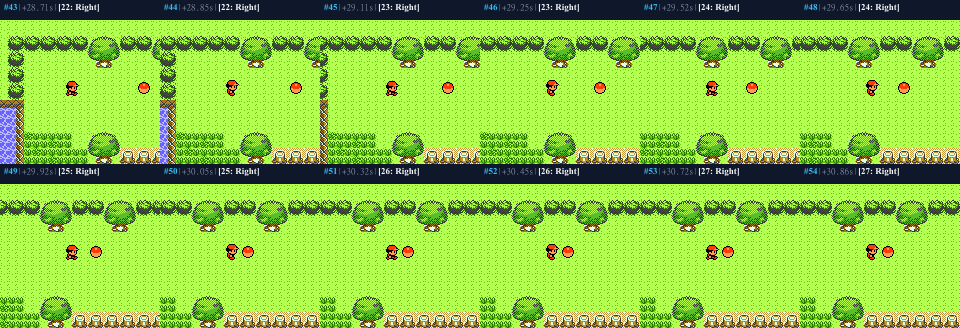 #43|+28.71s| [22: Right]
#44|+28.85s| [22: Right]
#45|+29.11s| [23: Right]
#46|+29.25s| [23: Right]
#47|+29.52s| [24: Right]
#48|+29.65s| [24: Right]
#49|+29.92s| [25: Right]
#50|+30.05s| [25: Right]
#51|+30.32s| [26: Right]
#52|+30.45s| [26: Right]
#53|+30.72s| [27: Right]
#54|+30.86s| [27: Right]